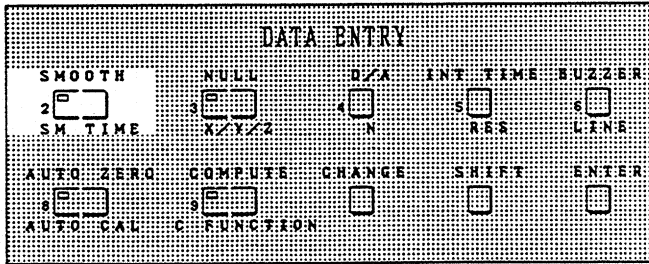 DATA ENTRY
SMOOTH NULL D/A INT TIME BUZZER
2 3 4 5 6
SM TIME X/Y/Z N RES LINE
AUTO ZERO COMPUTE CHANGE SHIFT ENTER
8 9
AUTO CAL C FUNCTION